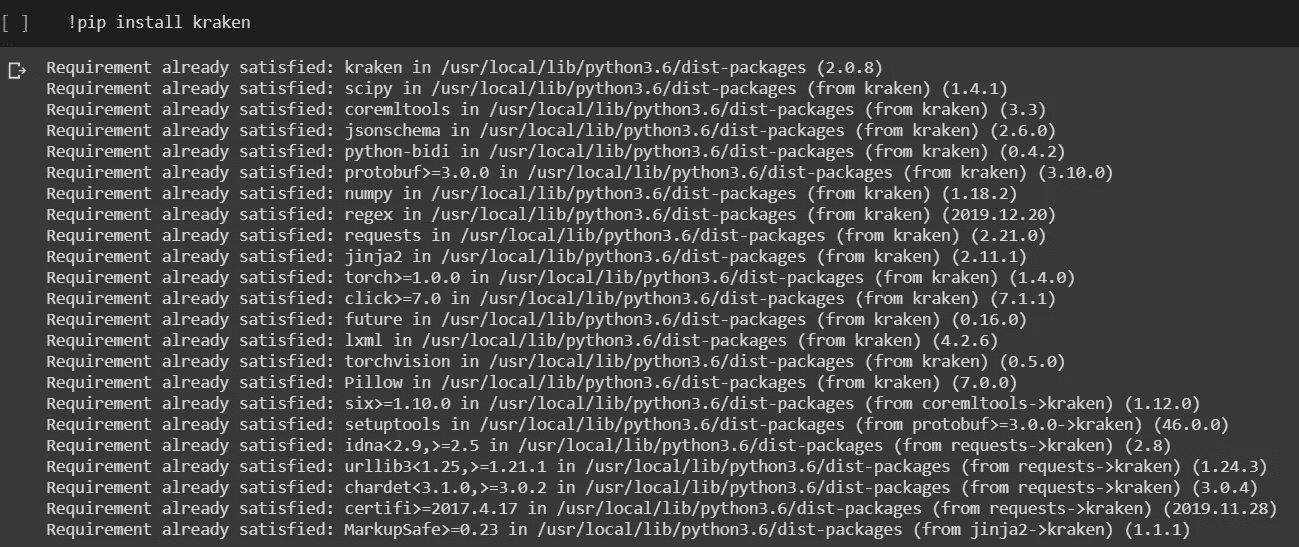 [ ] !pip install kraken
Requirement already satisfied: kraken in /usr/local/lib/python3.6/dist-packages (2.0.8)
Requirement already satisfied: scipy in /usr/local/lib/python3.6/dist-packages (from kraken) (1.4.1)
Requirement already satisfied: coremltools in /usr/local/lib/python3.6/dist-packages (from kraken) (3.3)
Requirement already satisfied: jsonschema in /usr/local/lib/python3.6/dist-packages (from kraken) (2.6.0)
Requirement already satisfied: python-bidi in /usr/local/lib/python3.6/dist-packages (from kraken) (0.4.2)
Requirement already satisfied: protobuf>=3.0.0 in /usr/local/lib/python3.6/dist-packages (from kraken) (3.10.0)
Requirement already satisfied: numpy in /usr/local/lib/python3.6/dist-packages (from kraken) (1.18.2)
Requirement already satisfied: regex in /usr/local/lib/python3.6/dist-packages (from kraken) (2019.12.20)
Requirement already satisfied: requests in /usr/local/lib/python3.6/dist-packages (from kraken) (2.21.0)
Requirement already satisfied: jinja2 in /usr/local/lib/python3.6/dist-packages (from kraken) (2.11.1)
Requirement already satisfied: torch>=1.0.0 in /usr/local/lib/python3.6/dist-packages (from kraken) (1.4.0)
Requirement already satisfied: click>=7.0 in /usr/local/lib/python3.6/dist-packages (from kraken) (7.1.1)
Requirement already satisfied: future in /usr/local/lib/python3.6/dist-packages (from kraken) (0.16.0)
Requirement already satisfied: lxml in /usr/local/lib/python3.6/dist-packages (from kraken) (4.2.6)
Requirement already satisfied: torchvision in /usr/local/lib/python3.6/dist-packages (from kraken) (0.5.0)
Requirement already satisfied: Pillow in /usr/local/lib/python3.6/dist-packages (from kraken) (7.0.0)
Requirement already satisfied: six>=1.10.0 in /usr/local/lib/python3.6/dist-packages (from coremltools->kraken) (1.12.0)
Requirement already satisfied: setuptools in /usr/local/lib/python3.6/dist-packages (from protobuf>=3.0.0->kraken) (46.0.0)
Requirement already satisfied: idna<2.9,>=2.5 in /usr/local/lib/python3.6/dist-packages (from requests->kraken) (2.8)
Requirement already satisfied: urllib3<1.25,>=1.21.1 in /usr/local/lib/python3.6/dist-packages (from requests->kraken) (1.24.3)
Requirement already satisfied: chardet<3.1.0,>=3.0.2 in /usr/local/lib/python3.6/dist-packages (from requests->kraken) (3.0.4)
Requirement already satisfied: certifi>=2017.4.17 in /usr/local/lib/python3.6/dist-packages (from requests->kraken) (2019.11.28)
Requirement already satisfied: MarkupSafe>=0.23 in /usr/local/lib/python3.6/dist-packages (from jinja2->kraken) (1.1.1)